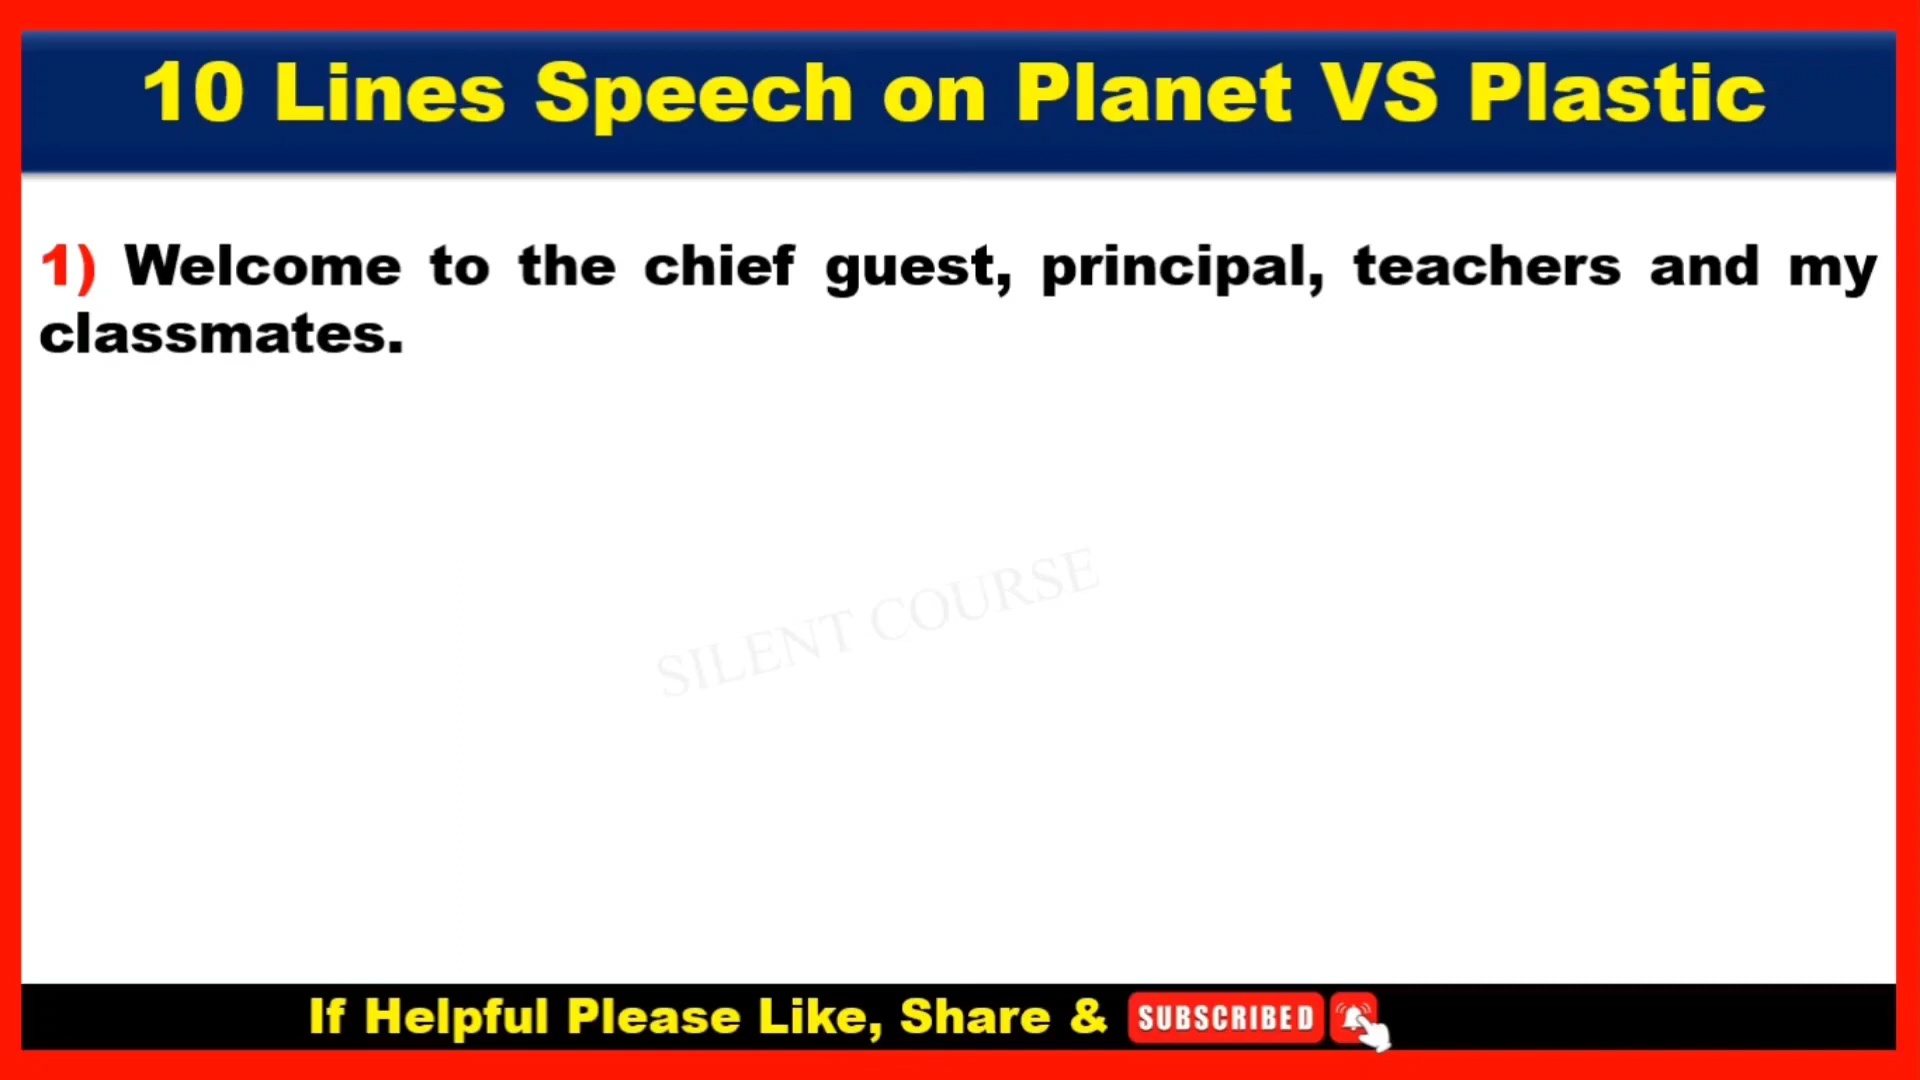 10 Lines Speech on Planet VS Plastic
1) Welcome to the chief guest, principal, teachers and my
classmates.
SILENT COURSE
If Helpful Please Like, Share & SUBSCRIBED